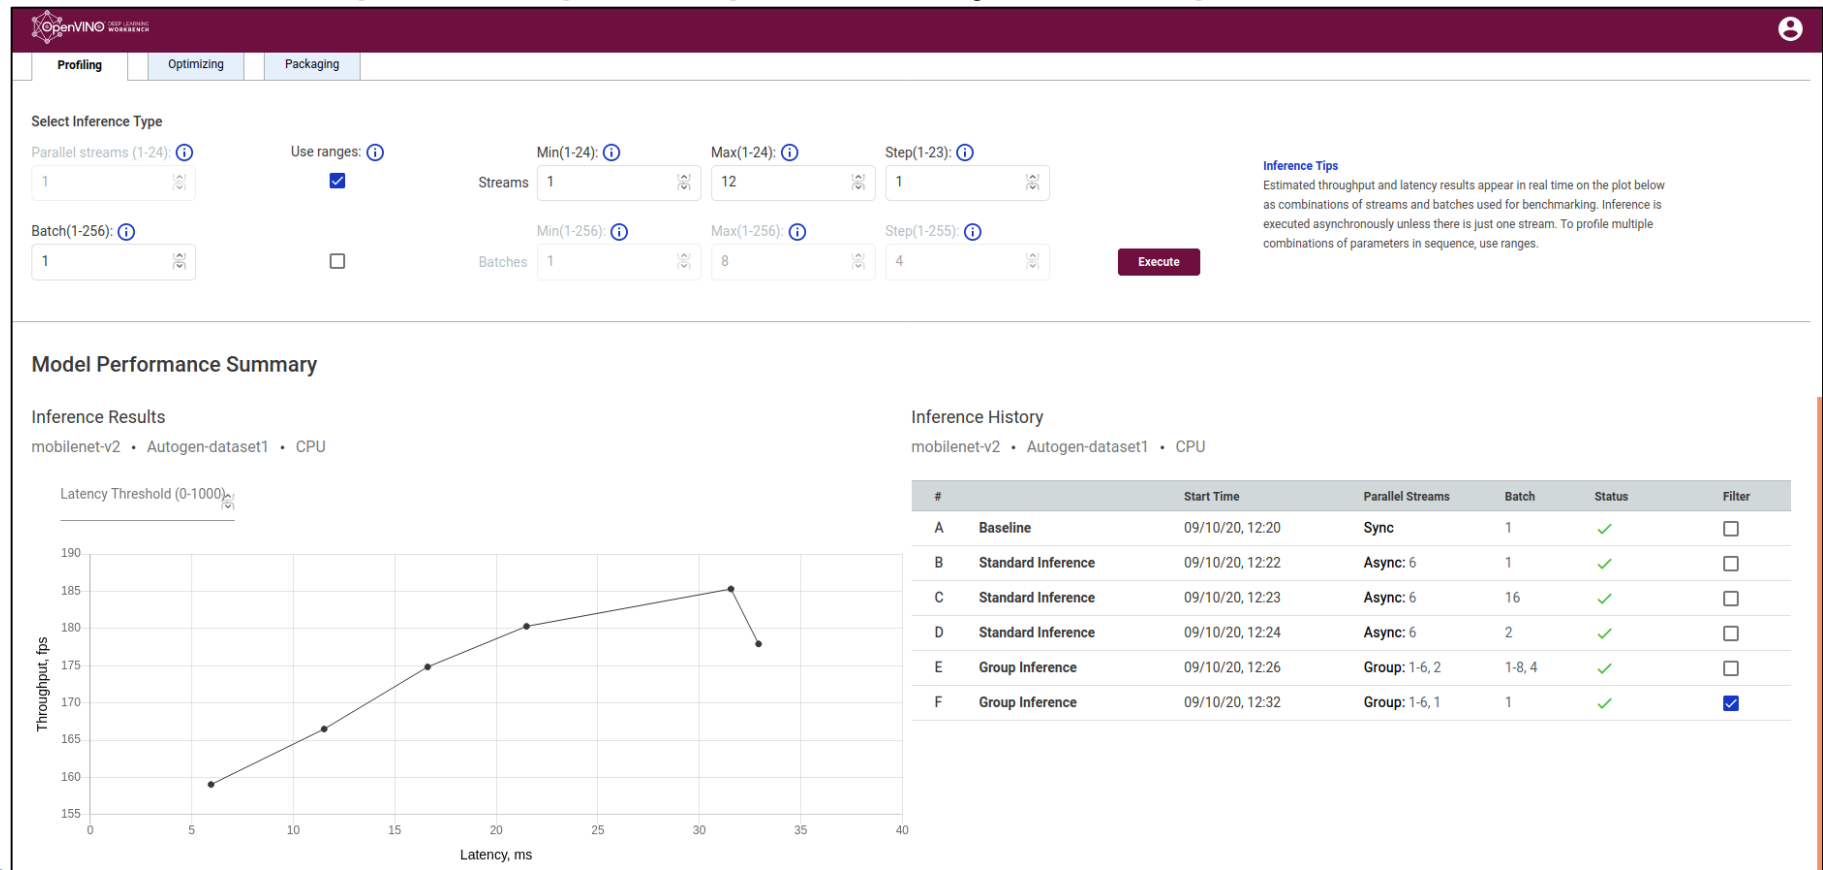 OpenVINO DEEP LEARNING WORKBENCH
Profiling
Optimizing
Packaging
Select Inference Type
Parallel streams (1-24):
Use ranges:
Min(1-24):
Max(1-24):
Step(1-23):
1
Streams
1
12
1
Batch(1-256):
Min(1-256):
Max(1-256):
Step(1-255):
1
Batches
1
8
4
Execute
Inference Tips
Estimated throughput and latency results appear in real time on the plot below
as combinations of streams and batches used for benchmarking. Inference is
executed asynchronously unless there is just one stream. To profile multiple
combinations of parameters in sequence, use ranges.
Model Performance Summary
Inference Results
mobilenet-v2 • Autogen-dataset1 • CPU
Latency Threshold (0-1000)
190
185
180
175
170
165
160
155
0 5 10 15 20 25 30 35 40
Throughput, fps
Latency, ms
Inference History
mobilenet-v2 • Autogen-dataset1 • CPU
# Start Time Parallel Streams Batch Status Filter
A Baseline 09/10/20, 12:20 Sync 1
B Standard Inference 09/10/20, 12:22 Async: 6 1
C Standard Inference 09/10/20, 12:23 Async: 6 16
D Standard Inference 09/10/20, 12:24 Async: 6 2
E Group Inference 09/10/20, 12:26 Group: 1-6, 2 1-8, 4
F Group Inference 09/10/20, 12:32 Group: 1-6, 1 1